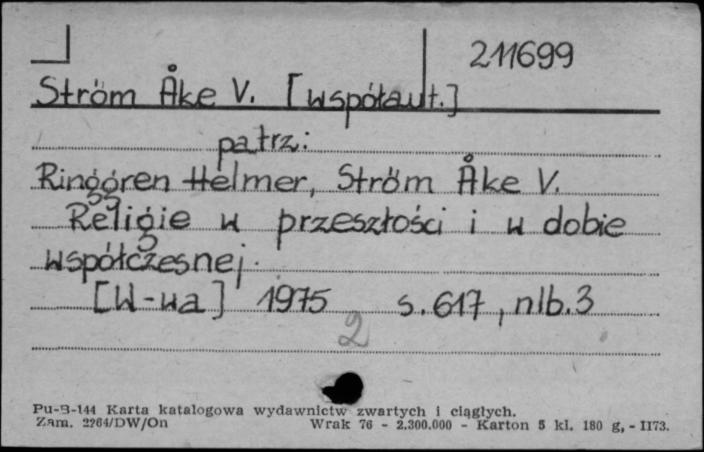 211699
Ström Åke V. [współaut.]
patrz:
Ringgren Helmer, Ström Åke V.
Religie w przeszłości i w dobie
współczesnej.
[W-wa] 1975 s. 617, nlb. 3
2
Pu-B-144 Karta katalogowa wydawnictw zwartych i ciągłych.
Zam. 2264/DW/On Wrak 76 - 2.300.000 - Karton 5 kl. 180 g, - II73.